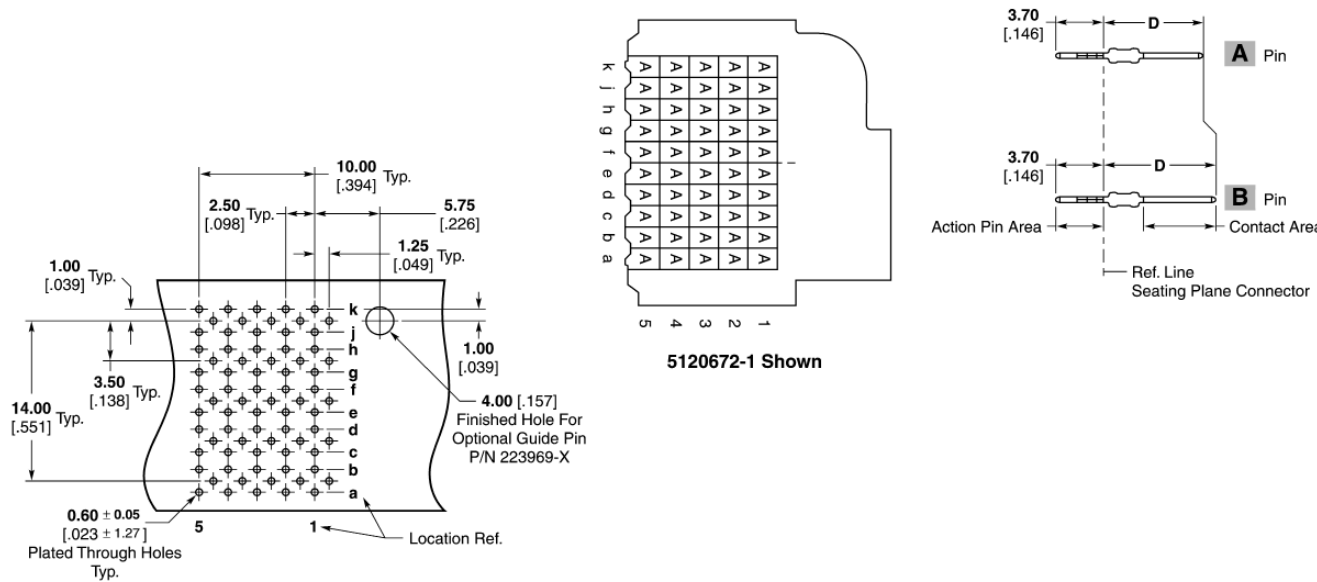 10.00
[.394] Typ.
2.50
[.098] Typ.
5.75
[.226]
1.25
[.049]
1.00
[.039] Typ.
k
j
h
g
f
e
d
c
b
a
1.00
[.039]
3.50
[.138] Typ.
14.00
[.551] Typ.
4.00 [.157]
Finished Hole For
Optional Guide Pin
P/N 223969-X
0.60 ± 0.05
[.023 ± 1.27]
Plated Through Holes
Typ.
5 1
Location Ref.
k A A A A A
j A A A A A
h A A A A A
g A A A A A
f A A A A A
e A A A A A
d A A A A A
c A A A A A
b A A A A A
a A A A A A
5 4 3 2 1
5120672-1 Shown
3.70
[.146]
D
A Pin
3.70
[.146]
D
B Pin
Action Pin Area
Contact Area
Ref. Line
Seating Plane Connector